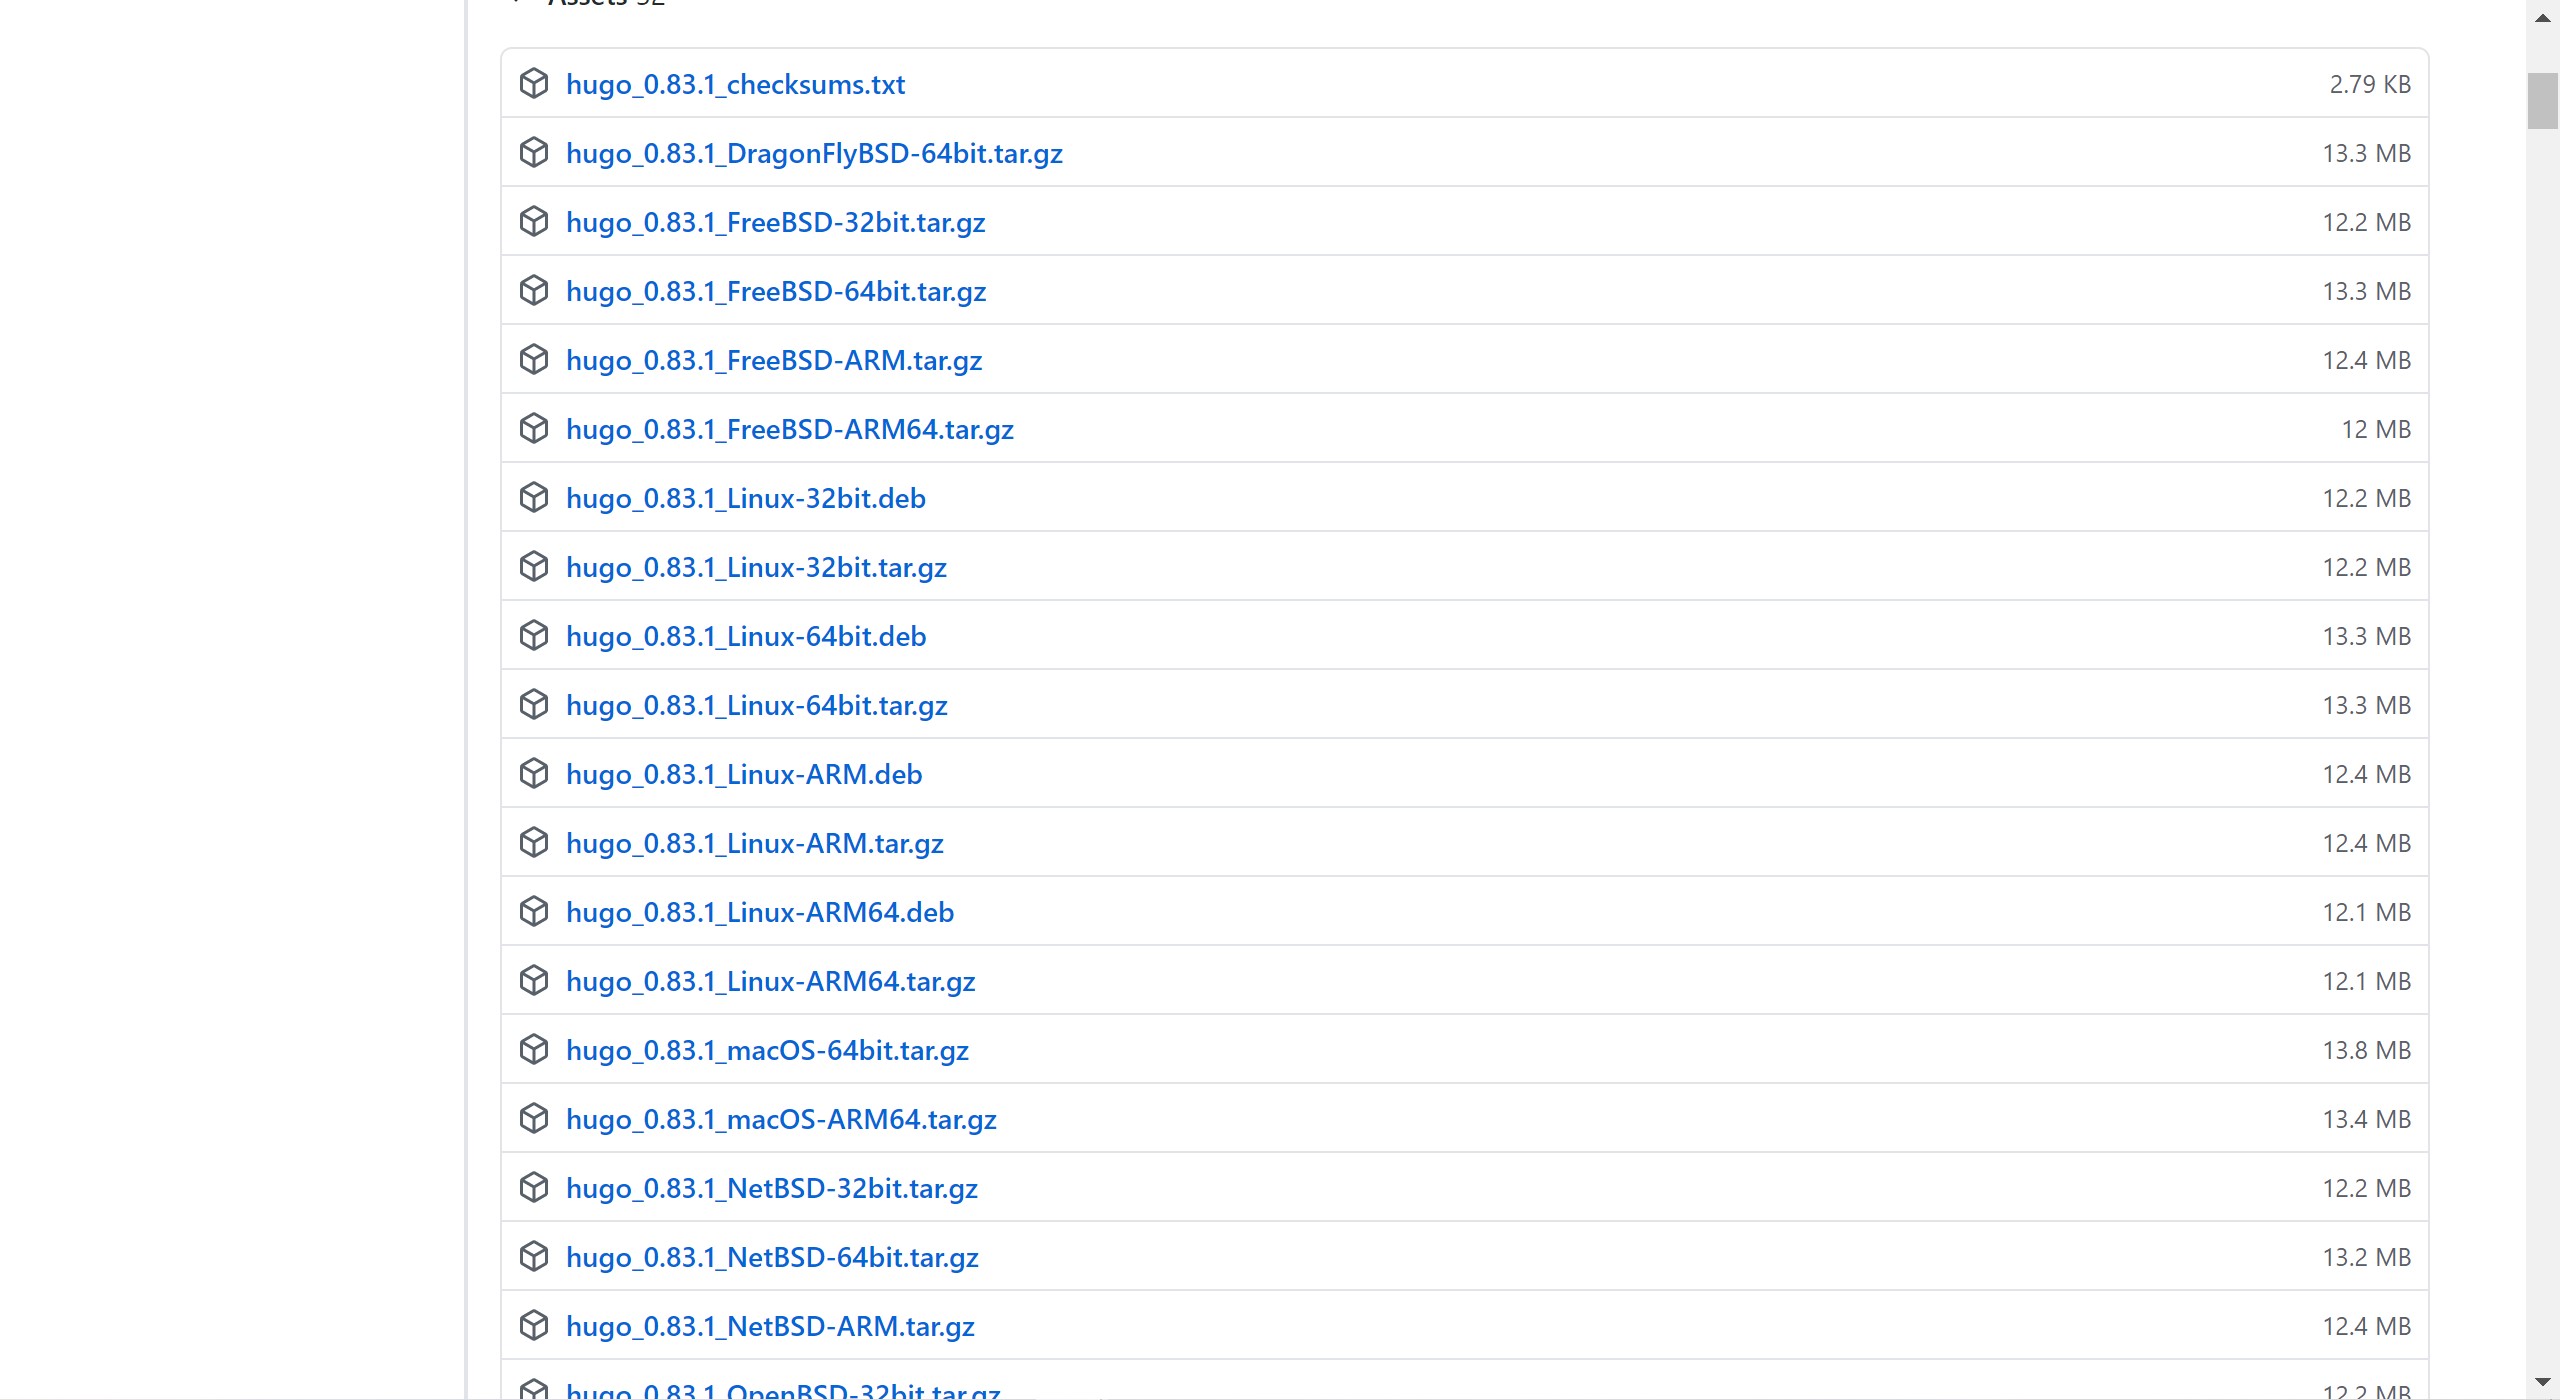 Assets 32
hugo_0.83.1_checksums.txt 2.79 KB
hugo_0.83.1_DragonFlyBSD-64bit.tar.gz 13.3 MB
hugo_0.83.1_FreeBSD-32bit.tar.gz 12.2 MB
hugo_0.83.1_FreeBSD-64bit.tar.gz 13.3 MB
hugo_0.83.1_FreeBSD-ARM.tar.gz 12.4 MB
hugo_0.83.1_FreeBSD-ARM64.tar.gz 12 MB
hugo_0.83.1_Linux-32bit.deb 12.2 MB
hugo_0.83.1_Linux-32bit.tar.gz 12.2 MB
hugo_0.83.1_Linux-64bit.deb 13.3 MB
hugo_0.83.1_Linux-64bit.tar.gz 13.3 MB
hugo_0.83.1_Linux-ARM.deb 12.4 MB
hugo_0.83.1_Linux-ARM.tar.gz 12.4 MB
hugo_0.83.1_Linux-ARM64.deb 12.1 MB
hugo_0.83.1_Linux-ARM64.tar.gz 12.1 MB
hugo_0.83.1_macOS-64bit.tar.gz 13.8 MB
hugo_0.83.1_macOS-ARM64.tar.gz 13.4 MB
hugo_0.83.1_NetBSD-32bit.tar.gz 12.2 MB
hugo_0.83.1_NetBSD-64bit.tar.gz 13.2 MB
hugo_0.83.1_NetBSD-ARM.tar.gz 12.4 MB
hugo_0.83.1_OpenBSD-32bit.tar.gz 12.2 MB